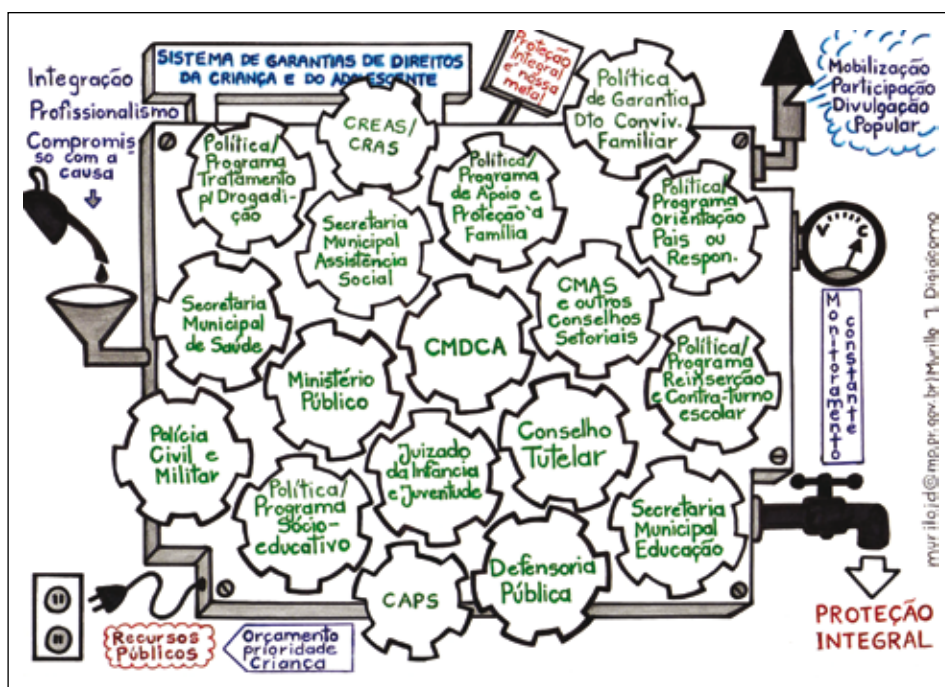 SISTEMA DE GARANTIAS DE DIREITOS
DA CRIANÇA E DO ADOLESCENTE
Integração
Profissionalismo
Compromis
so com a
causa
Proteção
Integral
é nossa
meta!
Política
de Garantia
Dto Conviv.
Familiar
Mobilização
Participação
Divulgação
Popular
CREAS/
CRAS
Política/
Programa
Tratamento
p/ Drogadi-
ção
Política/
Programa
de Apoio e
Proteção à
Família
Política/
Programa
Orientação
Pais ou
Respon.
Secretaria
Municipal
Assistência
Social
V C
CMAS
e outros
Conselhos
Setoriais
Secretaria
Municipal
de Saúde
CMDCA
Monitoramento
constante
Ministério
Público
Política/
Programa
Reinserção
e Contra-turno
escolar
Polícia
Civil e
Militar
Juizado
da Infância
e Juventude
Conselho
Tutelar
Política/
Programa
Sócio-
educativo
Secretaria
Municipal
Educação
CAPS
Defensoria
Pública
Recursos
Públicos
Orçamento
prioridade
Criança
PROTEÇÃO
INTEGRAL
murilojd@mp.pr.gov.br)Murillo J. Digiácomo